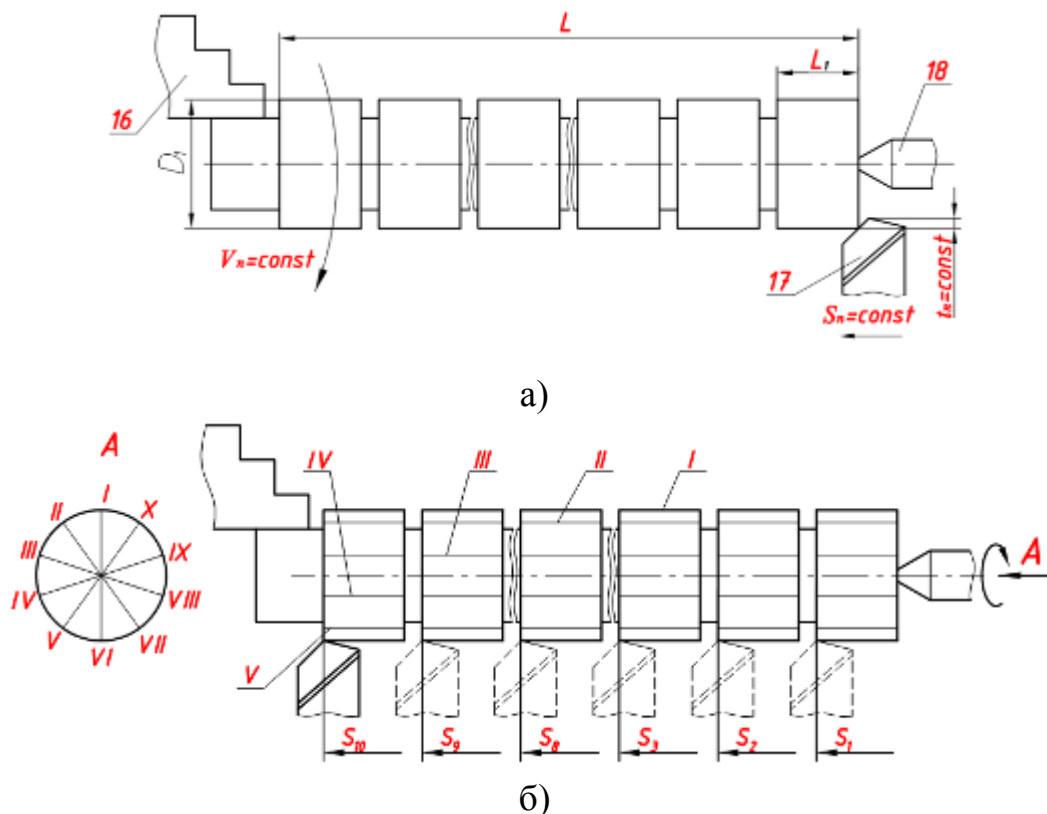 L
L₁
18
16
D₁
Vₙ=const
17
Sₙ=const
tₙ=const
а)
A
IV
III
II
I
I
II
X
III
IX
A
IV
VIII
V
VII
VI
V
S₁₀
S₉
S₈
S₃
S₂
S₁
б)